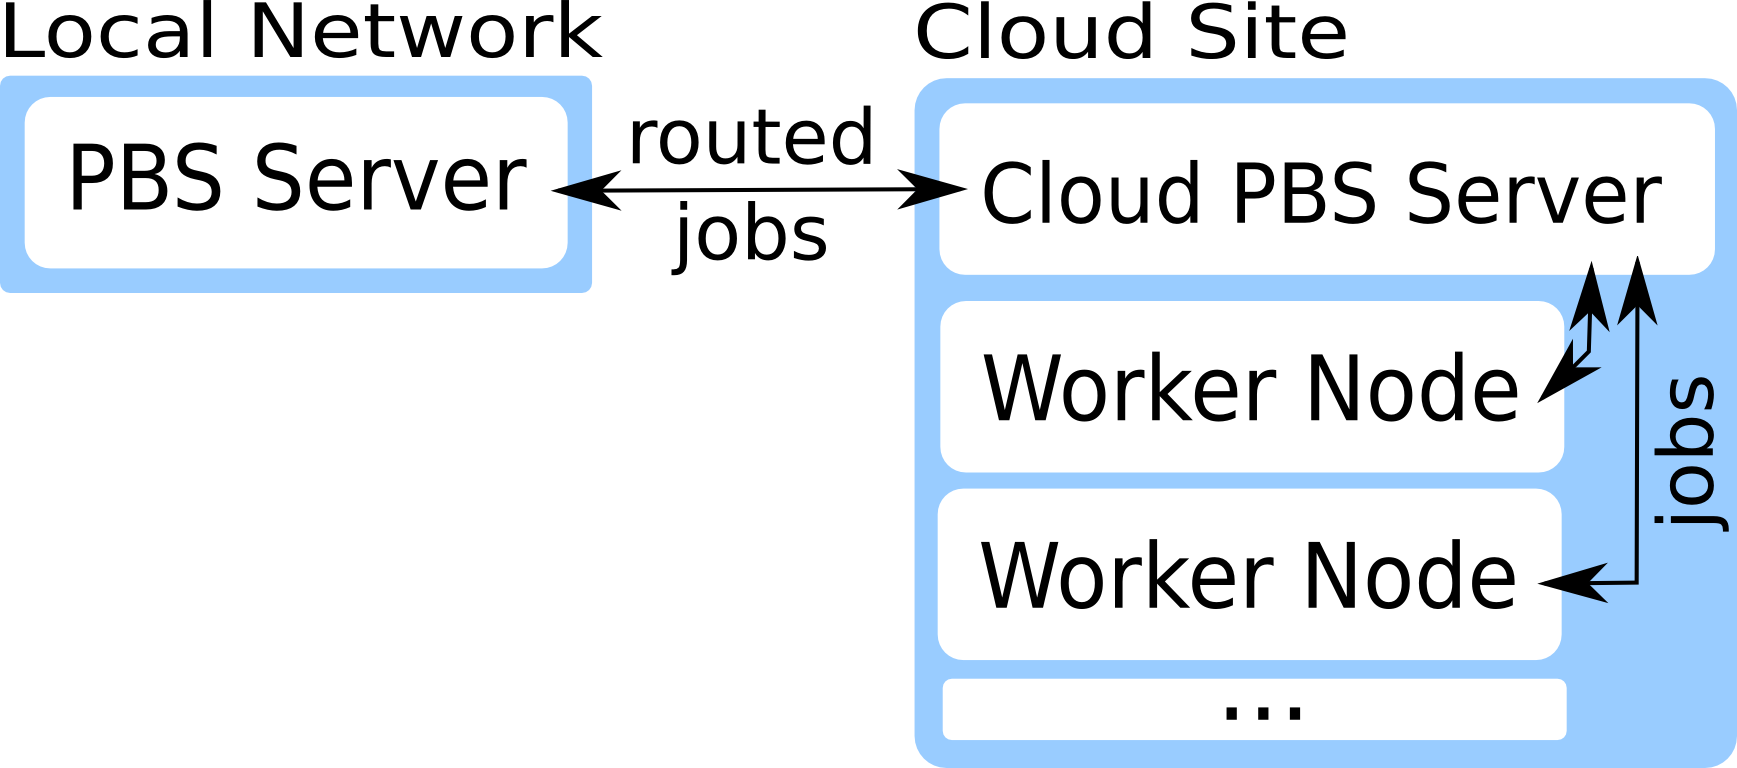 Local Network
PBS Server
routed
jobs
Cloud Site
Cloud PBS Server
Worker Node
Worker Node
...
jobs